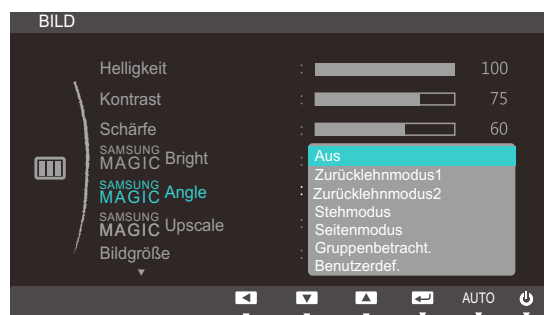 BILD
Helligkeit : 100
Kontrast : 75
Schärfe : 60
SAMSUNG MAGIC Bright :
SAMSUNG MAGIC Angle :
SAMSUNG MAGIC Upscale :
Bildgröße :
Aus
Zurücklehnmodus1
Zurücklehnmodus2
Stehmodus
Seitenmodus
Gruppenbetracht.
Benutzerdef.
AUTO